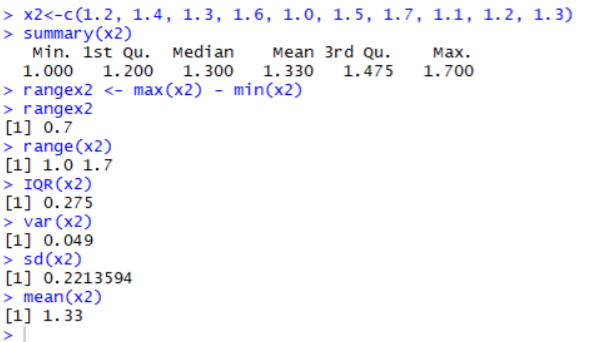 > x2<-c(1.2, 1.4, 1.3, 1.6, 1.0, 1.5, 1.7, 1.1, 1.2, 1.3)
> summary(x2)
   Min. 1st Qu.  Median    Mean 3rd Qu.    Max.
  1.000   1.200   1.300   1.330   1.475   1.700
> rangex2 <- max(x2) - min(x2)
> rangex2
[1] 0.7
> range(x2)
[1] 1.0 1.7
> IQR(x2)
[1] 0.275
> var(x2)
[1] 0.049
> sd(x2)
[1] 0.2213594
> mean(x2)
[1] 1.33
>